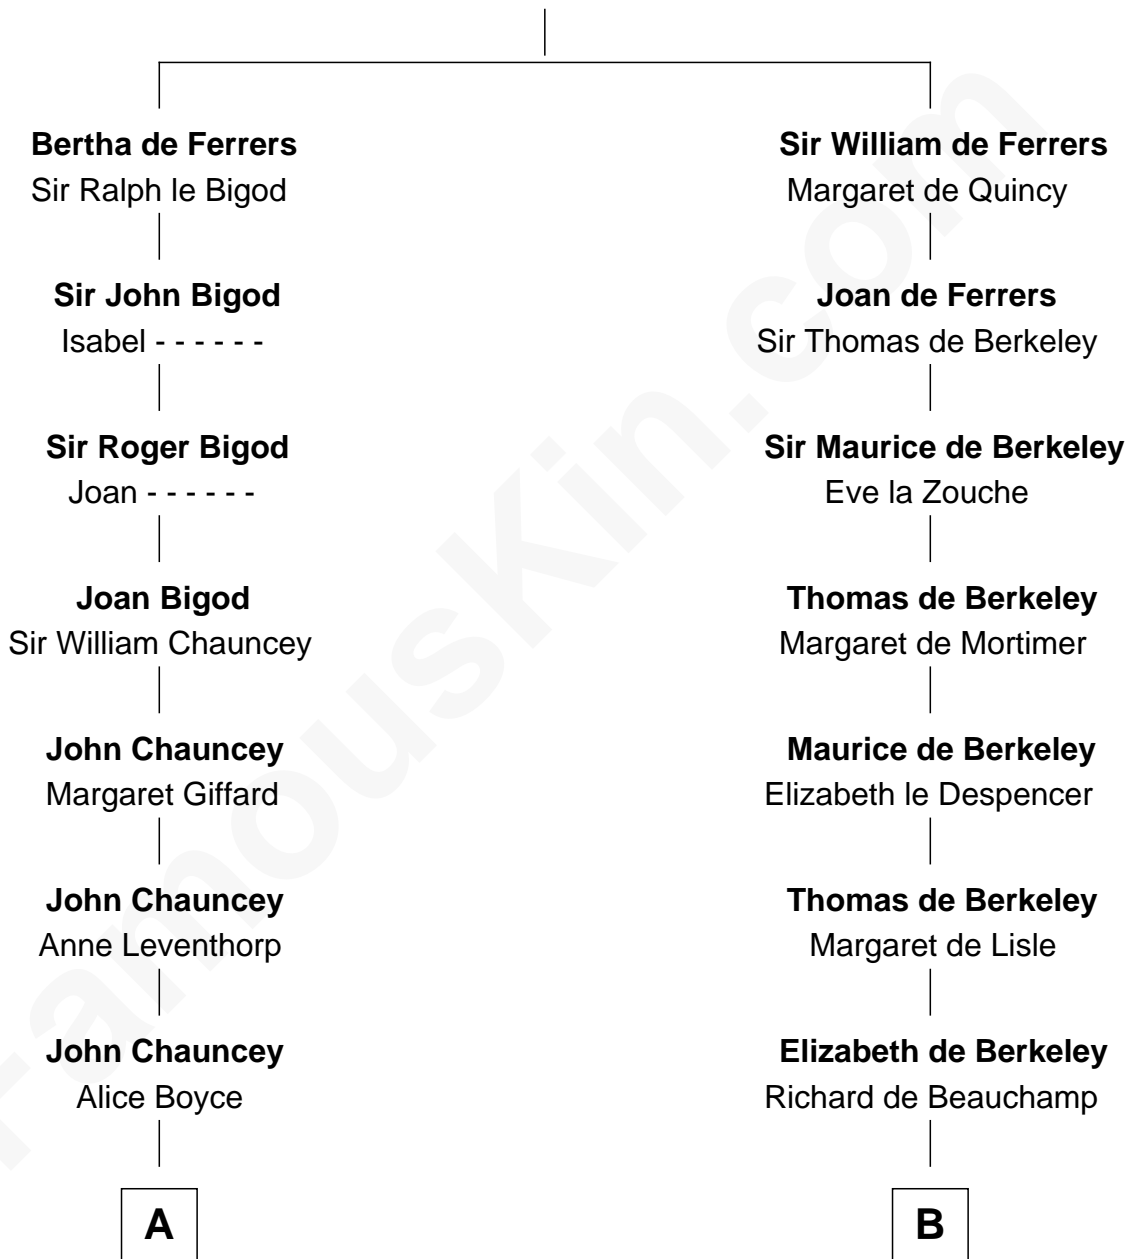 Bertha de Ferrers
Sir Ralph le Bigod
Sir William de Ferrers
Margaret de Quincy
Sir John Bigod
Isabel - - - - - -
Joan de Ferrers
Sir Thomas de Berkeley
Sir Roger Bigod
Joan - - - - - -
Sir Maurice de Berkeley
Eve la Zouche
Joan Bigod
Sir William Chauncey
Thomas de Berkeley
Margaret de Mortimer
John Chauncey
Margaret Giffard
Maurice de Berkeley
Elizabeth le Despencer
John Chauncey
Anne Leventhorp
Thomas de Berkeley
Margaret de Lisle
John Chauncey
Alice Boyce
Elizabeth de Berkeley
Richard de Beauchamp
A
B
FamousKin.com